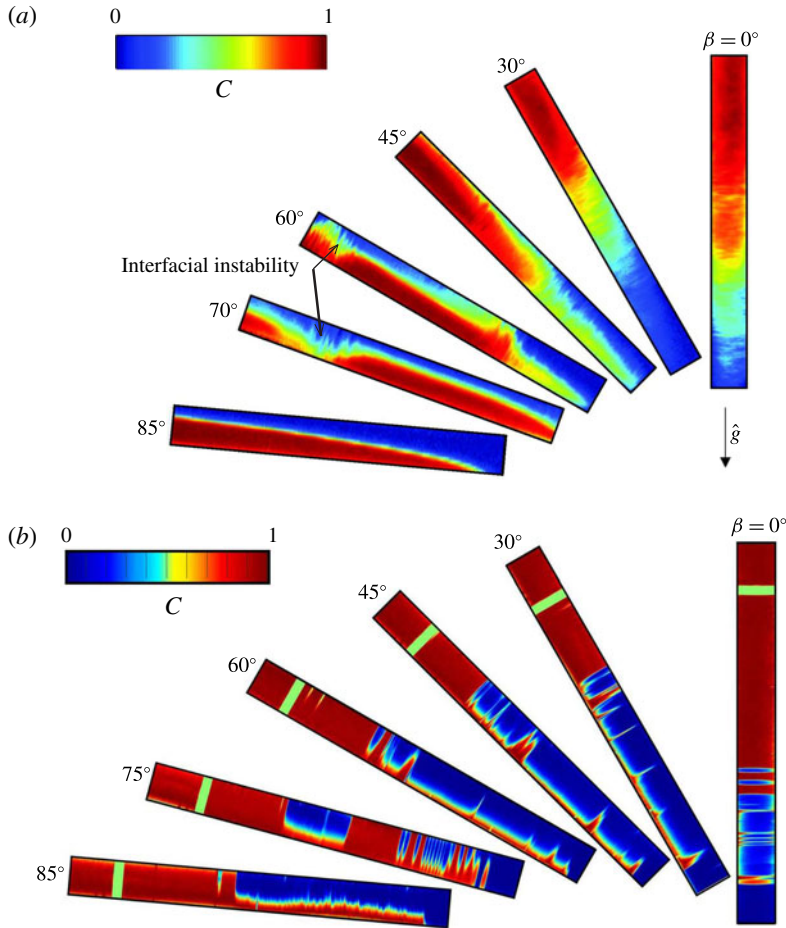 (a)
0 1
C
β = 0°
30°
45°
60°
Interfacial instability
70°
85°
ĝ
(b)
0 1
C
β = 0°
30°
45°
60°
75°
85°